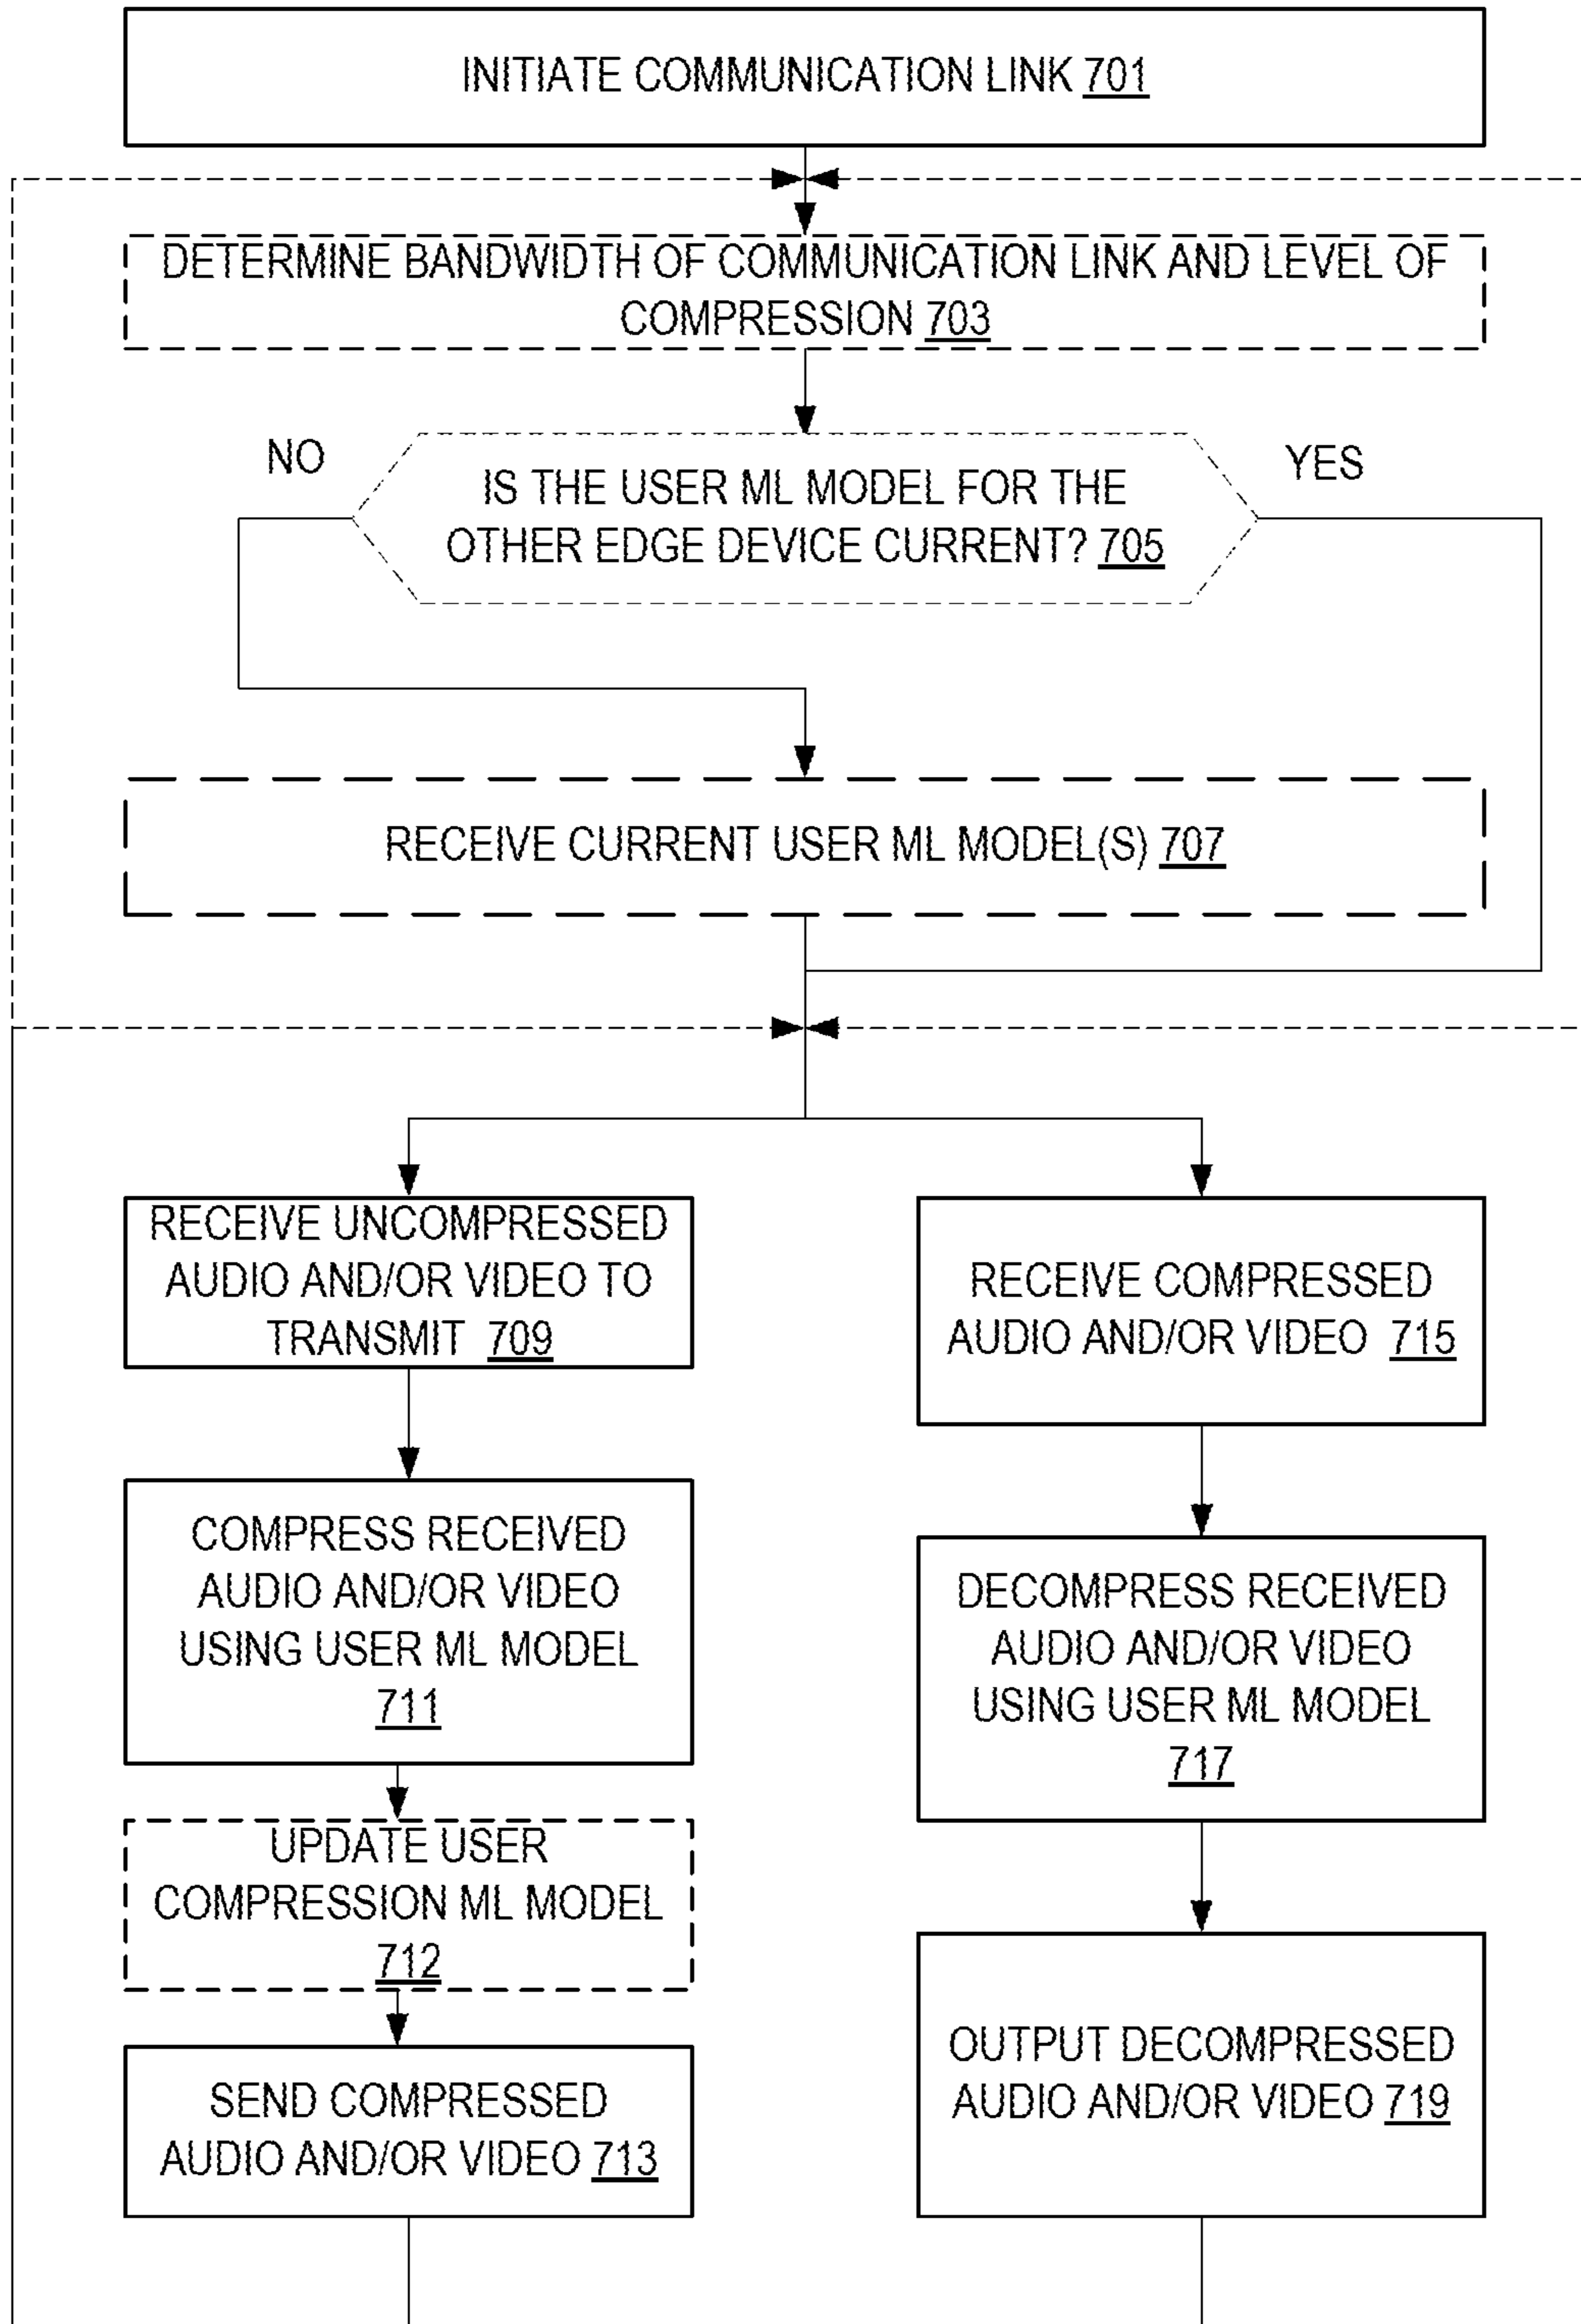 INITIATE COMMUNICATION LINK 701
DETERMINE BANDWIDTH OF COMMUNICATION LINK AND LEVEL OF
COMPRESSION 703
NO
YES
IS THE USER ML MODEL FOR THE
OTHER EDGE DEVICE CURRENT? 705
RECEIVE CURRENT USER ML MODEL(S) 707
RECEIVE UNCOMPRESSED
AUDIO AND/OR VIDEO TO
TRANSMIT 709
COMPRESS RECEIVED
AUDIO AND/OR VIDEO
USING USER ML MODEL
711
UPDATE USER
COMPRESSION ML MODEL
712
SEND COMPRESSED
AUDIO AND/OR VIDEO 713
RECEIVE COMPRESSED
AUDIO AND/OR VIDEO 715
DECOMPRESS RECEIVED
AUDIO AND/OR VIDEO
USING USER ML MODEL
717
OUTPUT DECOMPRESSED
AUDIO AND/OR VIDEO 719